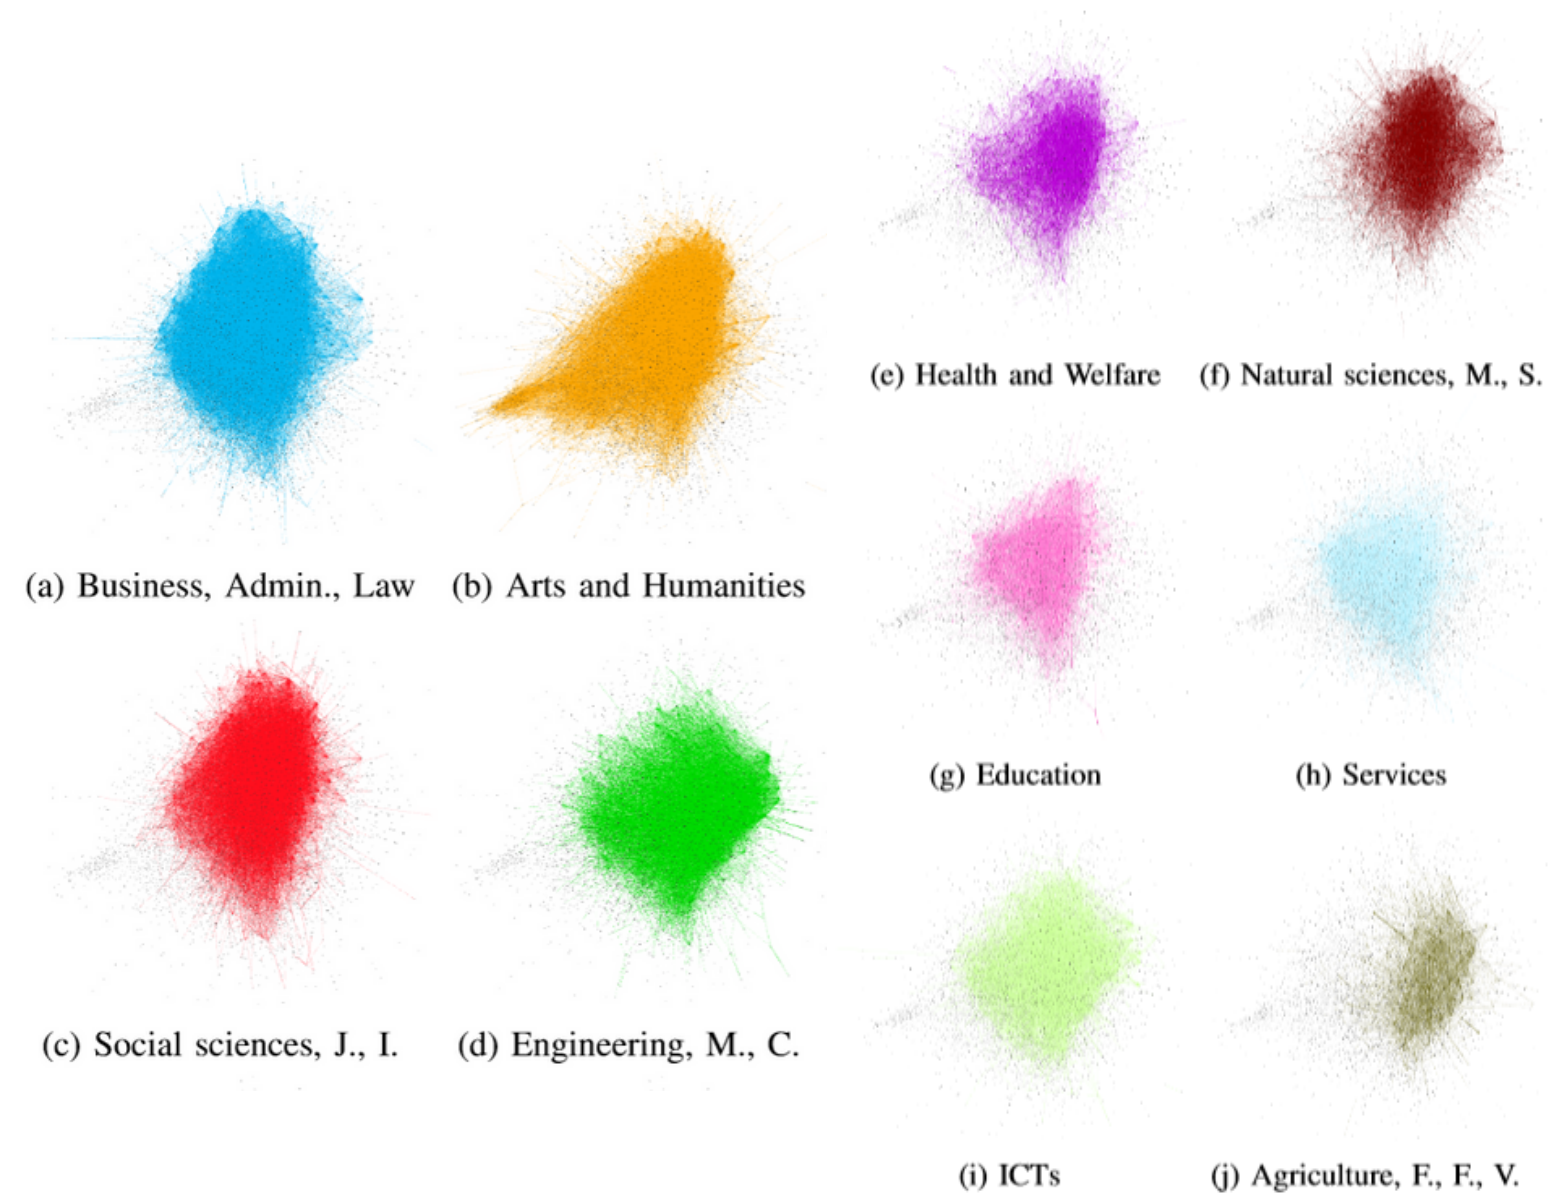 (a) Business, Admin., Law
(b) Arts and Humanities
(c) Social sciences, J., I.
(d) Engineering, M., C.
(e) Health and Welfare
(f) Natural sciences, M., S.
(g) Education
(h) Services
(i) ICTs
(j) Agriculture, F., F., V.